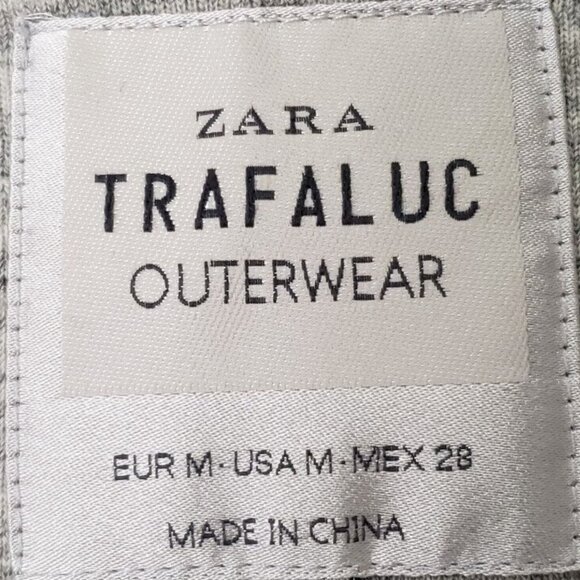 ZARA
TRAFALUC
OUTERWEAR
EUR M · USA M · MEX 28
MADE IN CHINA